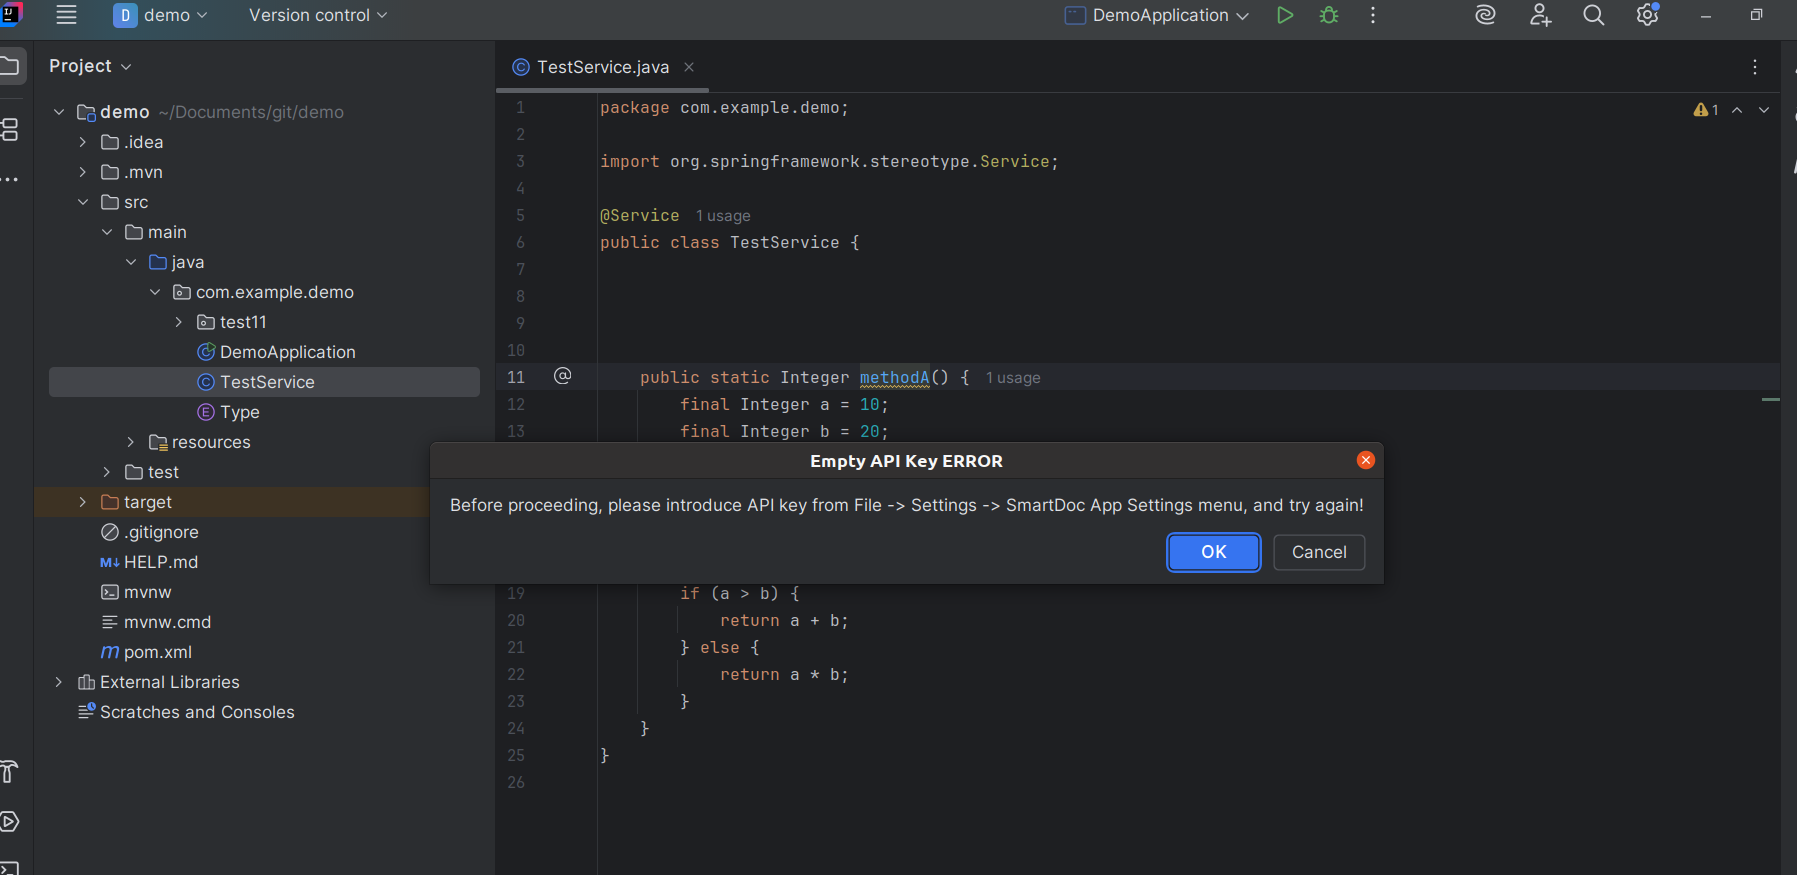 D demo Version control DemoApplication
Project
TestService.java
demo ~/Documents/git/demo
.idea
.mvn
src
main
java
com.example.demo
test11
DemoApplication
TestService
Type
resources
test
target
.gitignore
HELP.md
mvnw
mvnw.cmd
pom.xml
External Libraries
Scratches and Consoles
1 package com.example.demo;
2
3 import org.springframework.stereotype.Service;
4
5 @Service 1 usage
6 public class TestService {
7
8
9
10
11 public static Integer methodA() { 1 usage
12 final Integer a = 10;
13 final Integer b = 20;
1
Empty API Key ERROR
Before proceeding, please introduce API key from File -> Settings -> SmartDoc App Settings menu, and try again!
OK Cancel
19 if (a > b) {
20 return a + b;
21 } else {
22 return a * b;
23 }
24 }
25 }
26